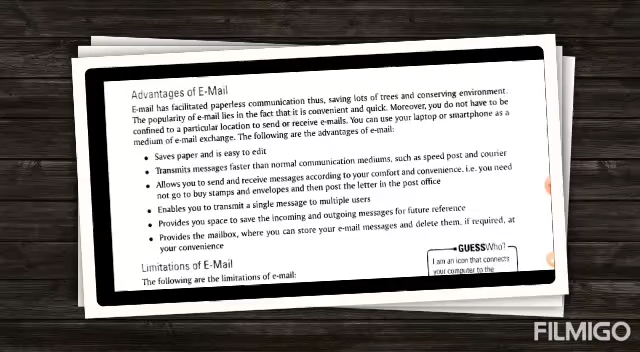 Advantages of E-Mail
E-mail has facilitated paperless communication thus, saving lots of trees and conserving environment.
The popularity of e-mail lies in the fact that it is convenient and quick. Moreover, you do not have to be
confined to a particular location to send or receive e-mails. You can use your laptop or smartphone as a
medium of e-mail exchange. The following are the advantages of e-mail:
• Saves paper and is easy to edit
• Transmits messages faster than normal communication mediums, such as speed post and courier
• Allows you to send and receive messages according to your comfort and convenience, i.e. you need
not go to buy stamps and envelopes and then post the letter in the post office
• Enables you to transmit a single message to multiple users
• Provides you space to save the incoming and outgoing messages for future reference
• Provides the mailbox, where you can store your e-mail messages and delete them, if required, at
your convenience
Limitations of E-Mail
The following are the limitations of e-mail:
GUESSWho?
I am an icon that connects
your computer to the
FILMIGO